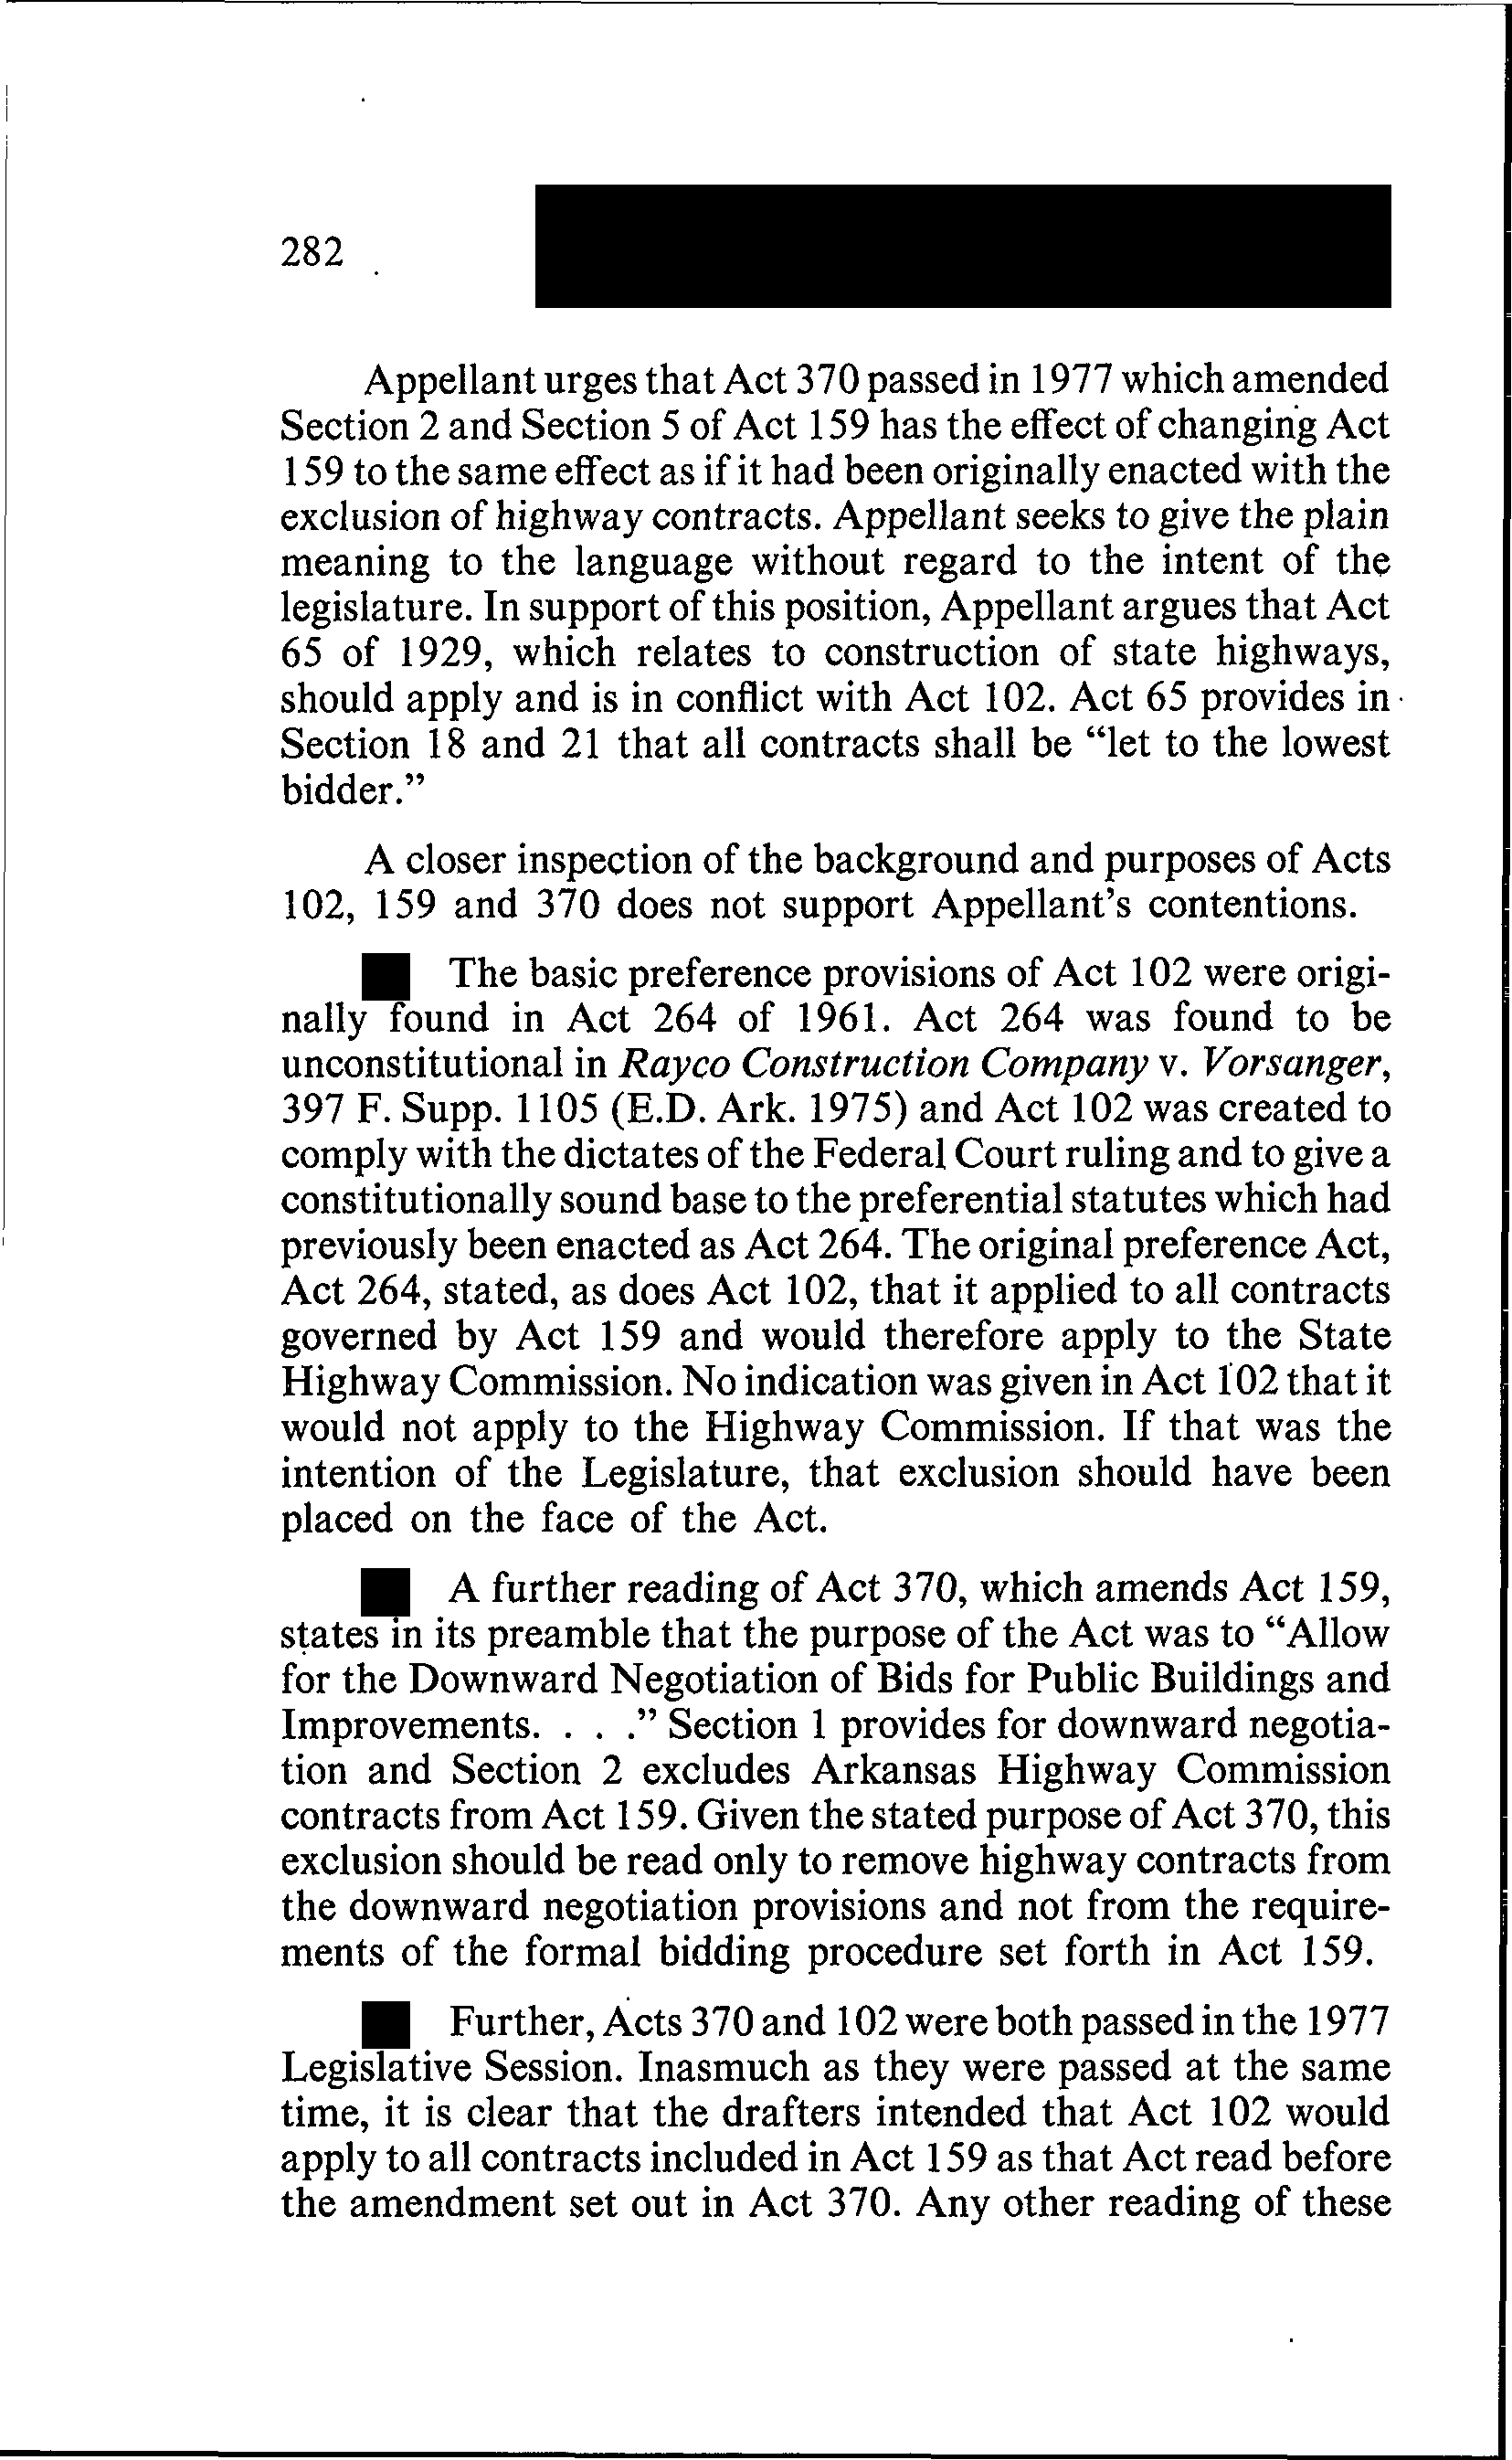 282
Appellant urges that Act 370 passed in 1977 which amended
Section 2 and Section 5 of Act 159 has the effect of changing Act
159 to the same effect as if it had been originally enacted with the
exclusion of highway contracts. Appellant seeks to give the plain
meaning to the language without regard to the intent of the
legislature. In support of this position, Appellant argues that Act
65 of 1929, which relates to construction of state highways,
should apply and is in conflict with Act 102. Act 65 provides in
Section 18 and 21 that all contracts shall be “let to the lowest
bidder.”
A closer inspection of the background and purposes of Acts
102, 159 and 370 does not support Appellant’s contentions.
The basic preference provisions of Act 102 were origi-
nally found in Act 264 of 1961. Act 264 was found to be
unconstitutional in Rayco Construction Company v. Vorsanger,
397 F. Supp. 1105 (E.D. Ark. 1975) and Act 102 was created to
comply with the dictates of the Federal Court ruling and to give a
constitutionally sound base to the preferential statutes which had
previously been enacted as Act 264. The original preference Act,
Act 264, stated, as does Act 102, that it applied to all contracts
governed by Act 159 and would therefore apply to the State
Highway Commission. No indication was given in Act 102 that it
would not apply to the Highway Commission. If that was the
intention of the Legislature, that exclusion should have been
placed on the face of the Act.
A further reading of Act 370, which amends Act 159,
states in its preamble that the purpose of the Act was to “Allow
for the Downward Negotiation of Bids for Public Buildings and
Improvements. . . .” Section 1 provides for downward negotia-
tion and Section 2 excludes Arkansas Highway Commission
contracts from Act 159. Given the stated purpose of Act 370, this
exclusion should be read only to remove highway contracts from
the downward negotiation provisions and not from the require-
ments of the formal bidding procedure set forth in Act 159.
Further, Acts 370 and 102 were both passed in the 1977
Legislative Session. Inasmuch as they were passed at the same
time, it is clear that the drafters intended that Act 102 would
apply to all contracts included in Act 159 as that Act read before
the amendment set out in Act 370. Any other reading of these